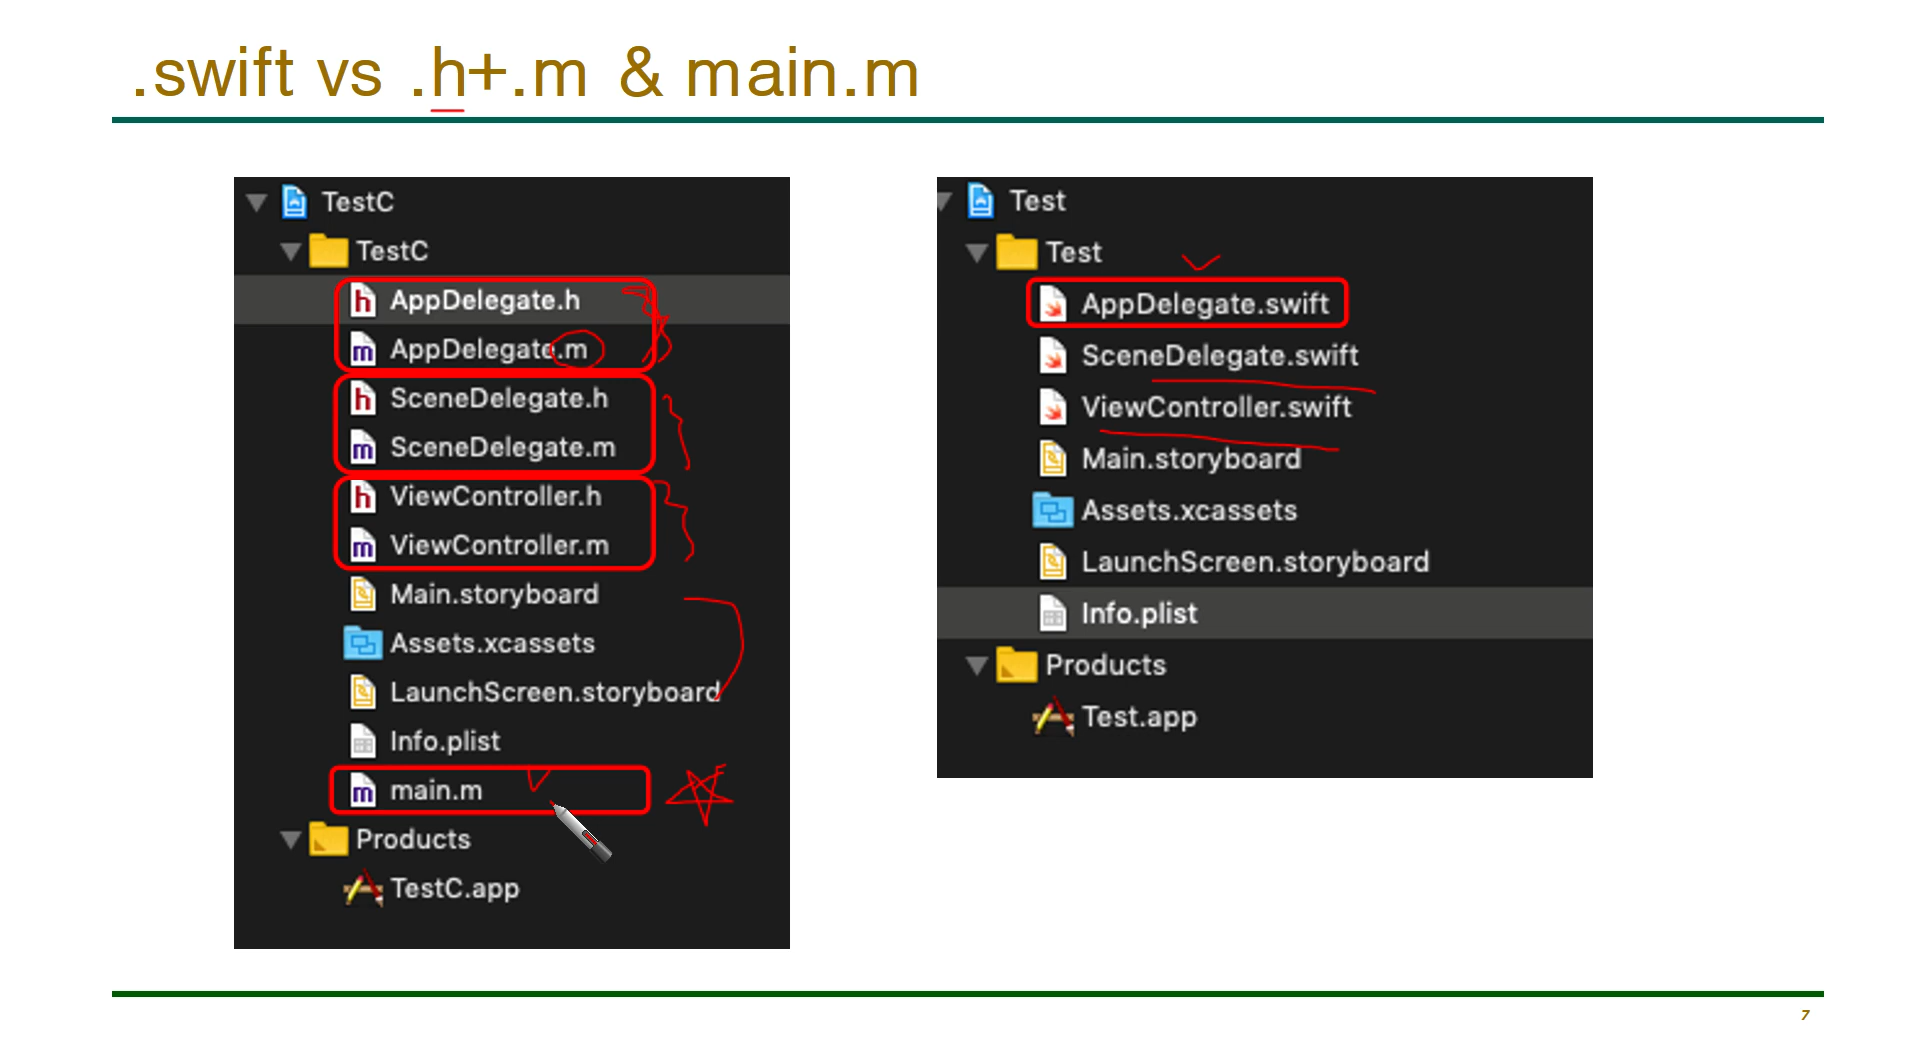 .swift vs .h+.m & main.m
TestC
TestC
AppDelegate.h
AppDelegate.m
SceneDelegate.h
SceneDelegate.m
ViewController.h
ViewController.m
Main.storyboard
Assets.xcassets
LaunchScreen.storyboard
Info.plist
main.m
Products
TestC.app
Test
Test
AppDelegate.swift
SceneDelegate.swift
ViewController.swift
Main.storyboard
Assets.xcassets
LaunchScreen.storyboard
Info.plist
Products
Test.app
7